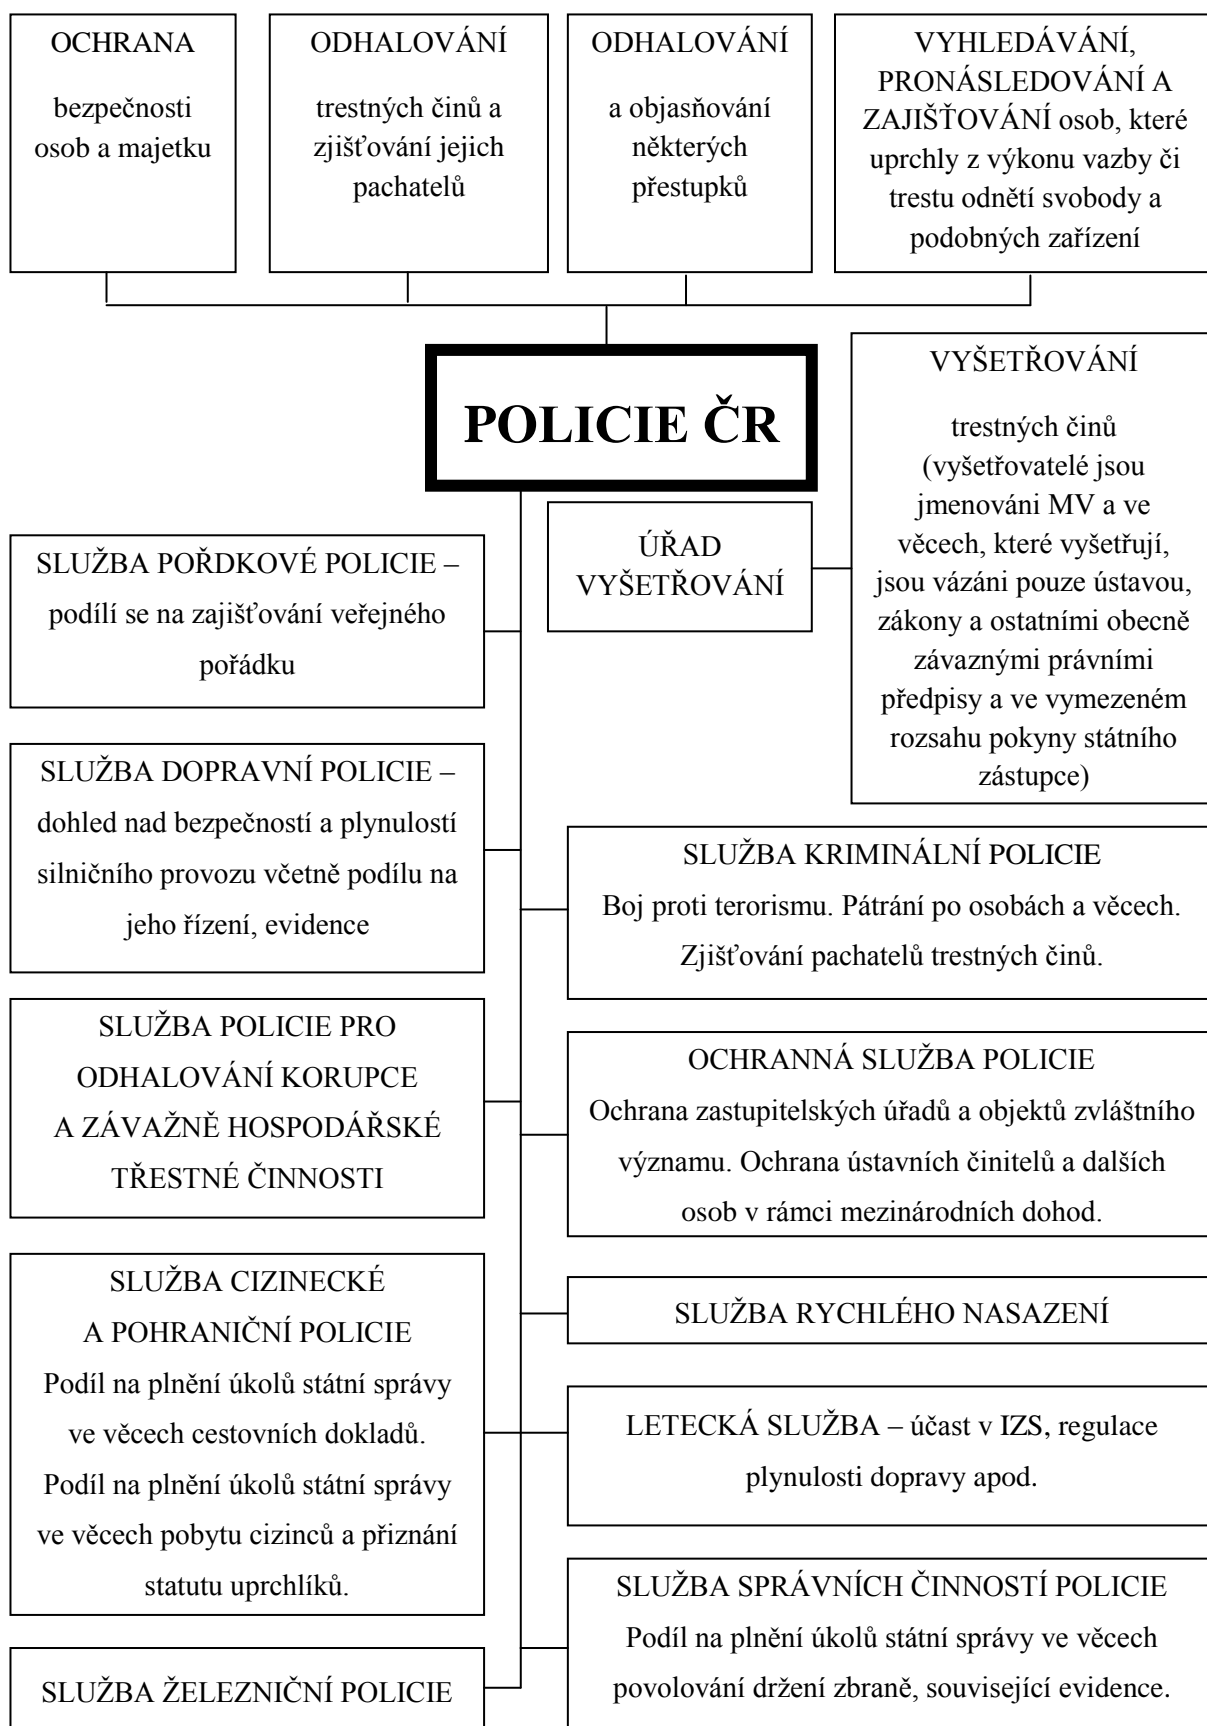 OCHRANA
bezpečnosti
osob a majetku
ODHALOVÁNÍ
trestných činů a
zjišťování jejich
pachatelů
ODHALOVÁNÍ
a objasňování
některých
přestupků
VYHLEDÁVÁNÍ,
PRONÁSLEDOVÁNÍ A
ZAJIŠŤOVÁNÍ osob, které
uprchly z výkonu vazby či
trestu odnětí svobody a
podobných zařízení
POLICIE ČR
VYŠETŘOVÁNÍ
trestných činů
(vyšetřovatelé jsou
jmenováni MV a ve
věcech, které vyšetřují,
jsou vázáni pouze ústavou,
zákony a ostatními obecně
závaznými právními
předpisy a ve vymezeném
rozsahu pokyny státního
zástupce)
ÚŘAD
VYŠETŘOVÁNÍ
SLUŽBA POŘDKOVÉ POLICIE –
podílí se na zajišťování veřejného
pořádku
SLUŽBA DOPRAVNÍ POLICIE –
dohled nad bezpečností a plynulostí
silničního provozu včetně podílu na
jeho řízení, evidence
SLUŽBA KRIMINÁLNÍ POLICIE
Boj proti terorismu. Pátrání po osobách a věcech.
Zjišťování pachatelů trestných činů.
SLUŽBA POLICIE PRO
ODHALOVÁNÍ KORUPCE
A ZÁVAŽNĚ HOSPODÁŘSKÉ
TŘESTNÉ ČINNOSTI
OCHRANNÁ SLUŽBA POLICIE
Ochrana zastupitelských úřadů a objektů zvláštního
významu. Ochrana ústavních činitelů a dalších
osob v rámci mezinárodních dohod.
SLUŽBA CIZINECKÉ
A POHRANIČNÍ POLICIE
Podíl na plnění úkolů státní správy
ve věcech cestovních dokladů.
Podíl na plnění úkolů státní správy
ve věcech pobytu cizinců a přiznání
statutu uprchlíků.
SLUŽBA RYCHLÉHO NASAZENÍ
LETECKÁ SLUŽBA – účast v IZS, regulace
plynulosti dopravy apod.
SLUŽBA SPRÁVNÍCH ČINNOSTÍ POLICIE
Podíl na plnění úkolů státní správy ve věcech
povolování držení zbraně, související evidence.
SLUŽBA ŽELEZNIČNÍ POLICIE